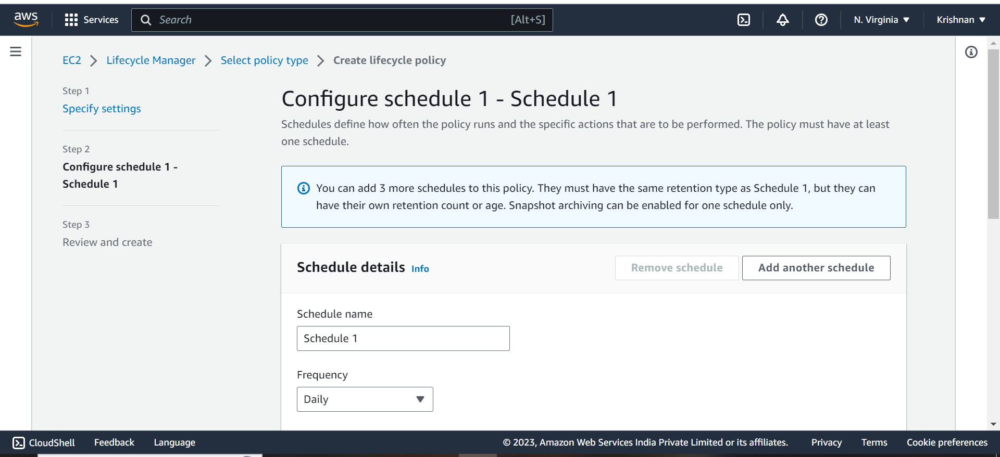 aws
Services
Search
[Alt+S]
N. Virginia
Krishnan
EC2
Lifecycle Manager
Select policy type
Create lifecycle policy
Step 1
Specify settings
Step 2
Configure schedule 1 -
Schedule 1
Step 3
Review and create
Configure schedule 1 - Schedule 1
Schedules define how often the policy runs and the specific actions that are to be performed. The policy must have at least
one schedule.
You can add 3 more schedules to this policy. They must have the same retention type as Schedule 1, but they can
have their own retention count or age. Snapshot archiving can be enabled for one schedule only.
Schedule details Info
Remove schedule
Add another schedule
Schedule name
Schedule 1
Frequency
Daily
CloudShell
Feedback
Language
© 2023, Amazon Web Services India Private Limited or its affiliates.
Privacy
Terms
Cookie preferences